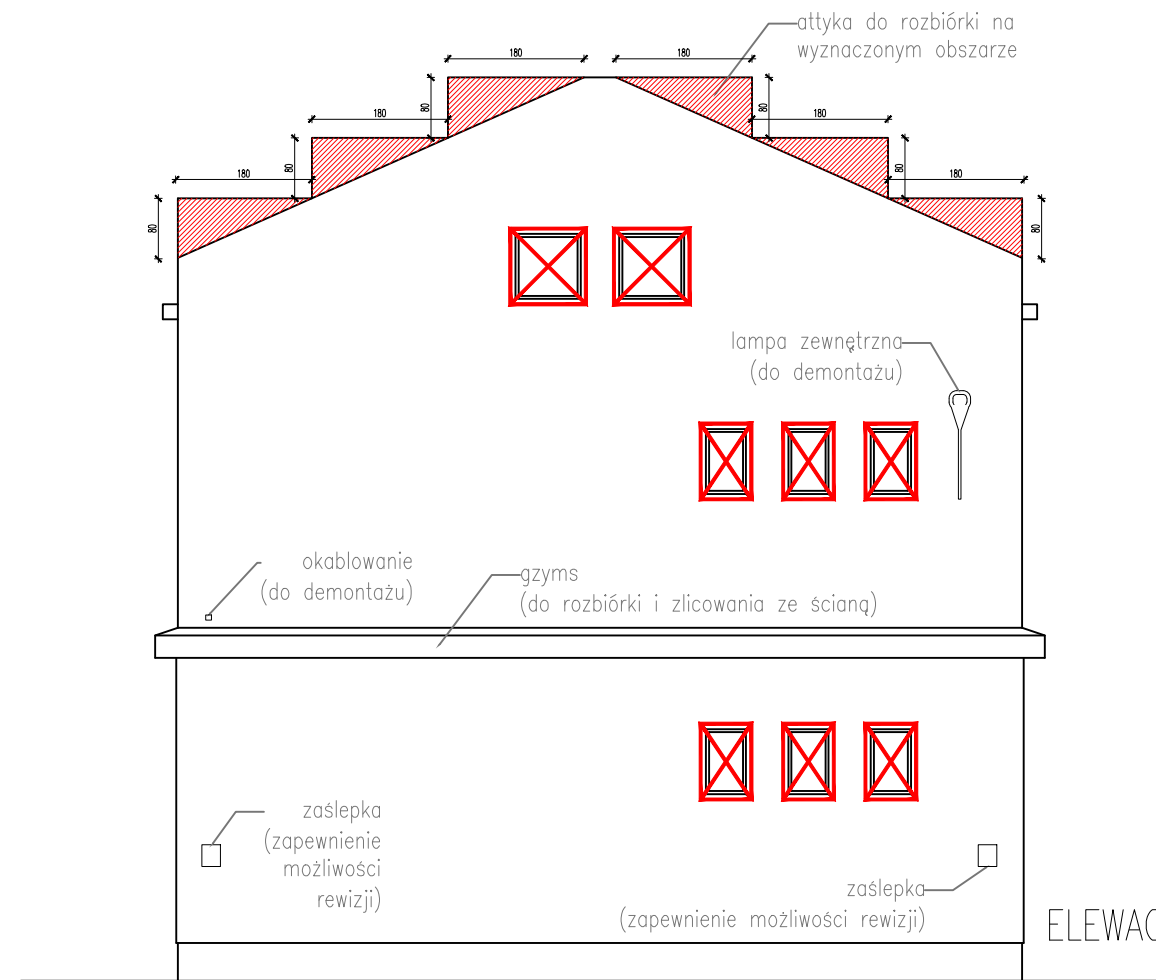 attyka do rozbiórki na
wyznaczonym obszarze
180
180
80
80
180
180
80
80
180
180
80
80
lampa zewnętrzna
(do demontażu)
okablowanie
(do demontażu)
gzyms
(do rozbiórki i zlicowania ze ścianą)
zaślepka
(zapewnienie
możliwości
rewizji)
zaślepka
(zapewnienie możliwości rewizji)